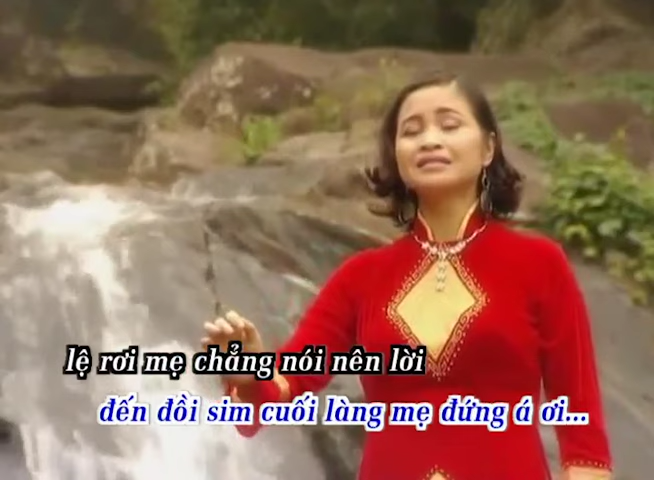 lệ rơi mẹ chẳng nói nên lời
đến đồi sim cuối làng mẹ đứng á ơi...